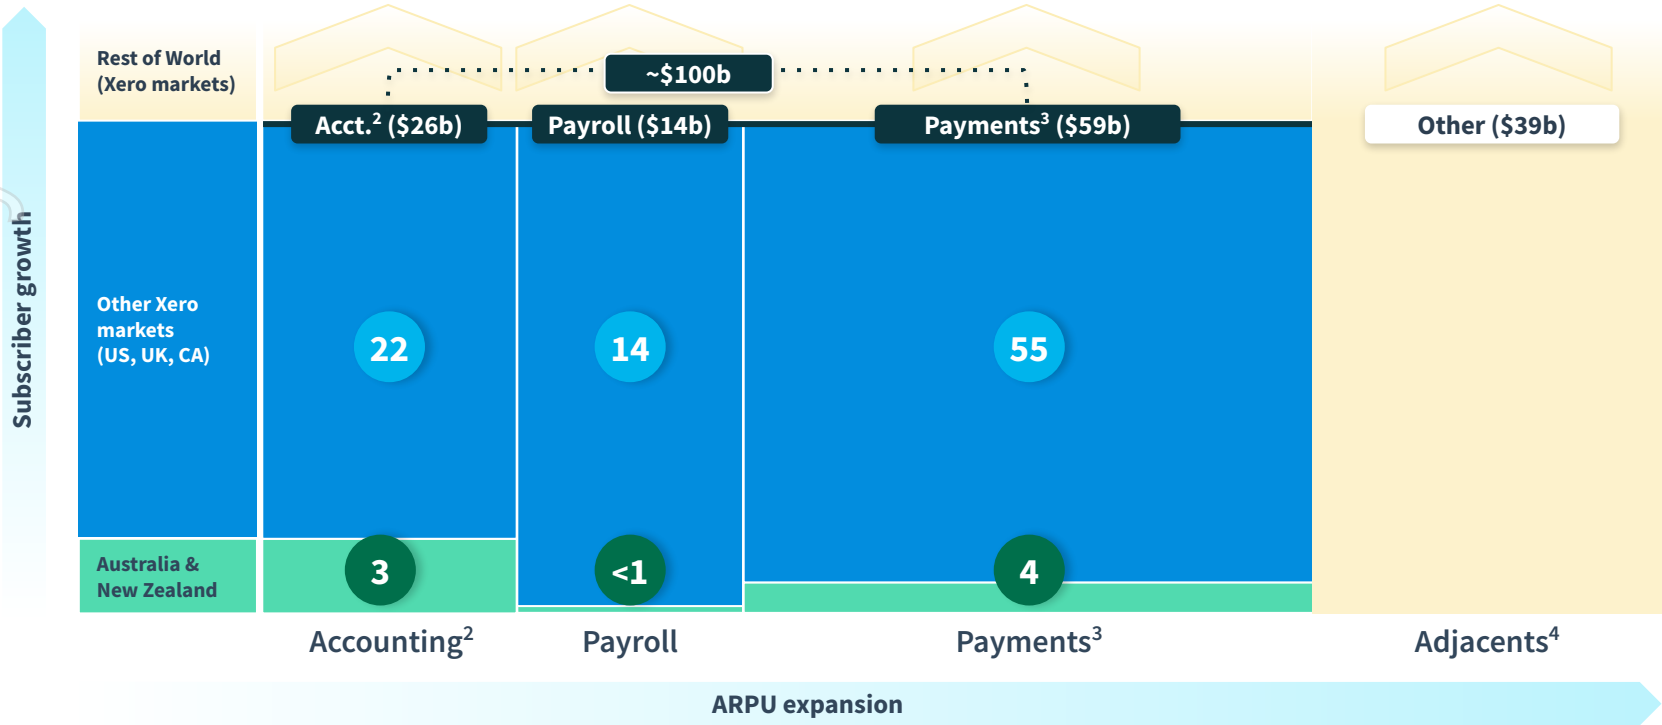 Rest of World
(Xero markets)
~$100b
Acct.² ($26b)
Payroll ($14b)
Payments³ ($59b)
Other ($39b)
Subscriber growth
Other Xero
markets
(US, UK, CA)
22
14
55
Australia &
New Zealand
3
<1
4
Accounting²
Payroll
Payments³
Adjacents⁴
ARPU expansion